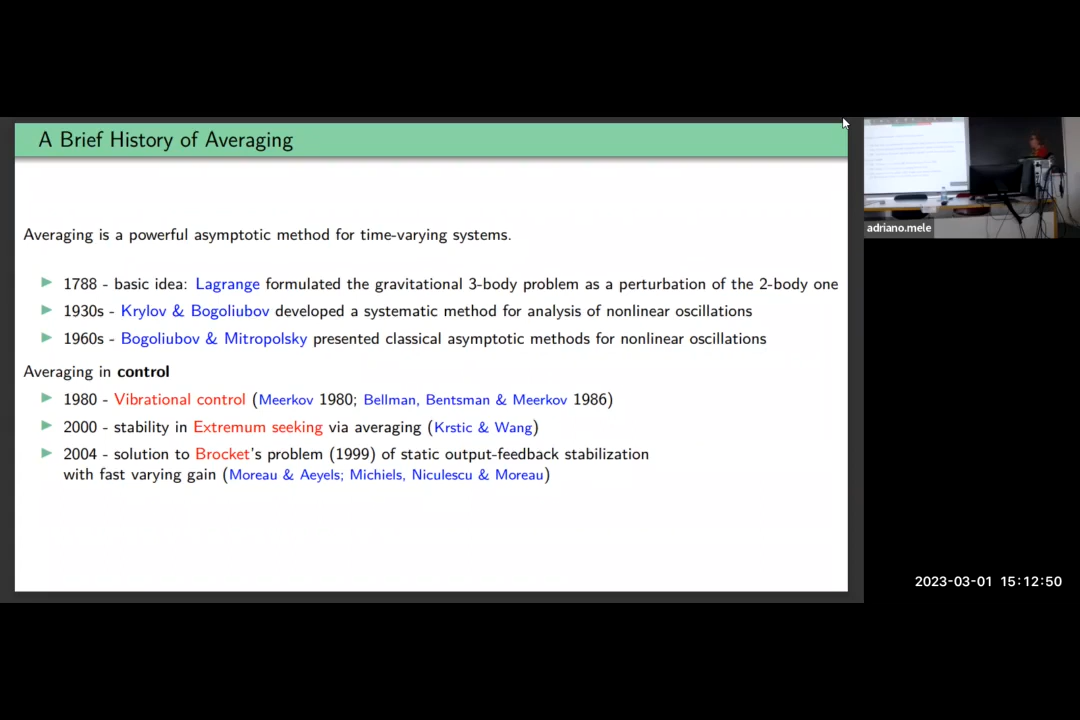 A Brief History of Averaging
Averaging is a powerful asymptotic method for time-varying systems.
1788 - basic idea: Lagrange formulated the gravitational 3-body problem as a perturbation of the 2-body one
1930s - Krylov & Bogoliubov developed a systematic method for analysis of nonlinear oscillations
1960s - Bogoliubov & Mitropolsky presented classical asymptotic methods for nonlinear oscillations
Averaging in control
1980 - Vibrational control (Meerkov 1980; Bellman, Bentsman & Meerkov 1986)
2000 - stability in Extremum seeking via averaging (Krstic & Wang)
2004 - solution to Brocket's problem (1999) of static output-feedback stabilization
with fast varying gain (Moreau & Aeyels; Michiels, Niculescu & Moreau)
adriano.mele
2023-03-01 15:12:50